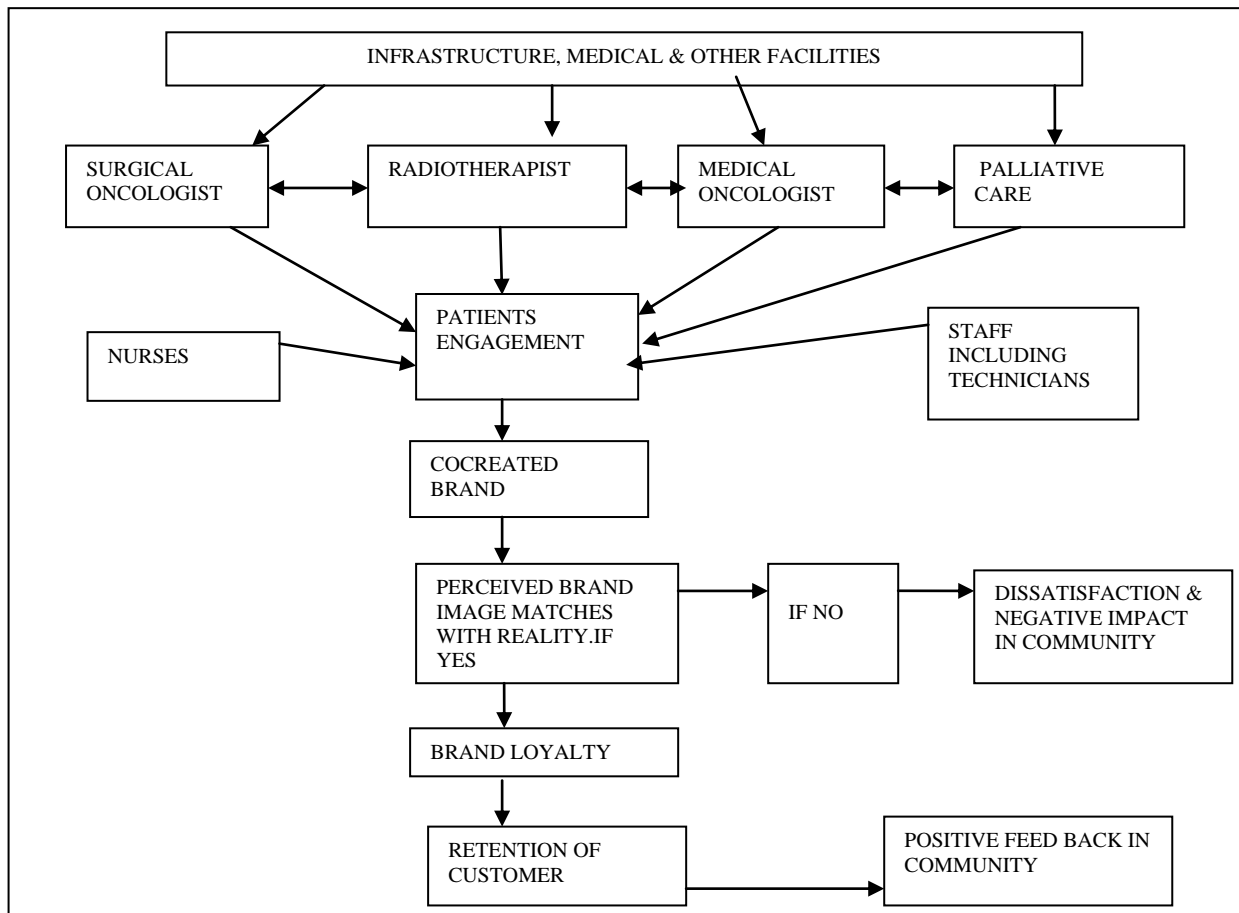 INFRASTRUCTURE, MEDICAL & OTHER FACILITIES
SURGICAL
ONCOLOGIST
RADIOTHERAPIST
MEDICAL
ONCOLOGIST
PALLIATIVE
CARE
PATIENTS
ENGAGEMENT
NURSES
STAFF
INCLUDING
TECHNICIANS
COCREATED
BRAND
PERCEIVED BRAND
IMAGE MATCHES
WITH REALITY.IF
YES
IF NO
DISSATISFACTION &
NEGATIVE IMPACT
IN COMMUNITY
BRAND LOYALTY
RETENTION OF
CUSTOMER
POSITIVE FEED BACK IN
COMMUNITY